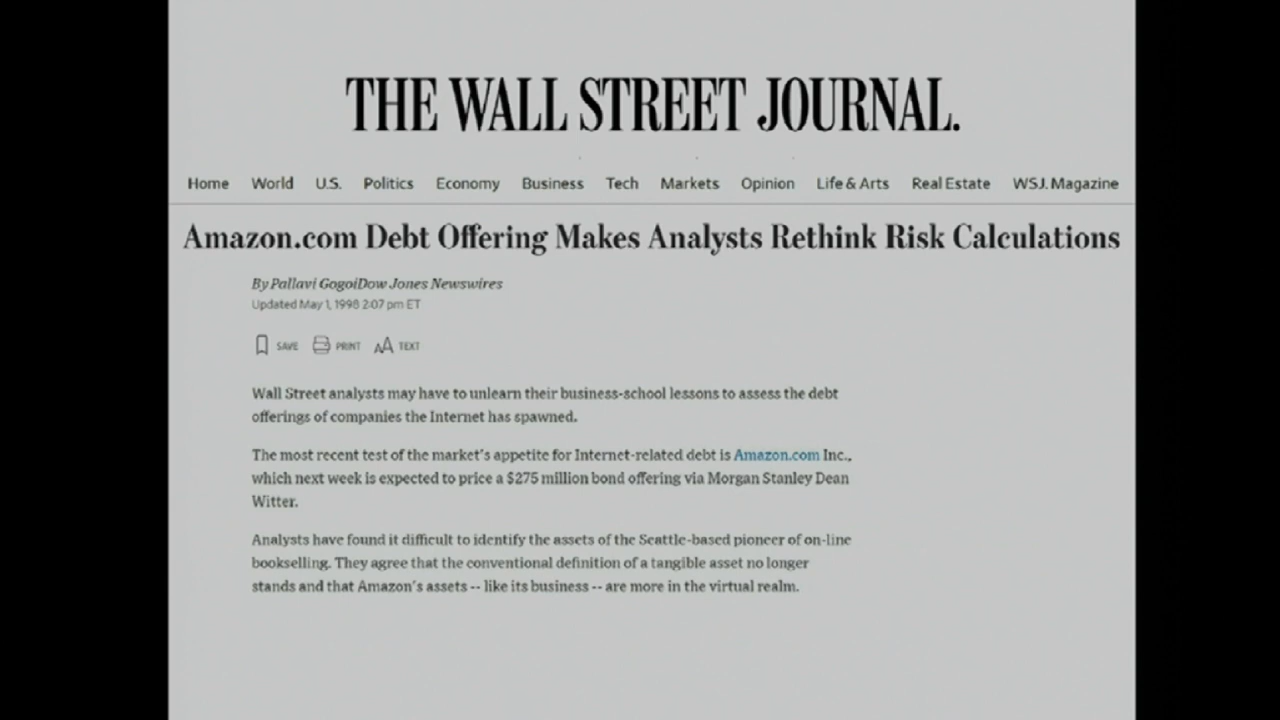 THE WALL STREET JOURNAL.
Home World U.S. Politics Economy Business Tech Markets Opinion Life & Arts Real Estate WSJ. Magazine
Amazon.com Debt Offering Makes Analysts Rethink Risk Calculations
By Pallavi GogoiDow Jones Newswires
Updated May 1, 1998 2:07 pm ET
SAVE PRINT AA TEXT
Wall Street analysts may have to unlearn their business-school lessons to assess the debt
offerings of companies the Internet has spawned.
The most recent test of the market's appetite for Internet-related debt is Amazon.com Inc.,
which next week is expected to price a $275 million bond offering via Morgan Stanley Dean
Witter.
Analysts have found it difficult to identify the assets of the Seattle-based pioneer of on-line
bookselling. They agree that the conventional definition of a tangible asset no longer
stands and that Amazon's assets -- like its business -- are more in the virtual realm.